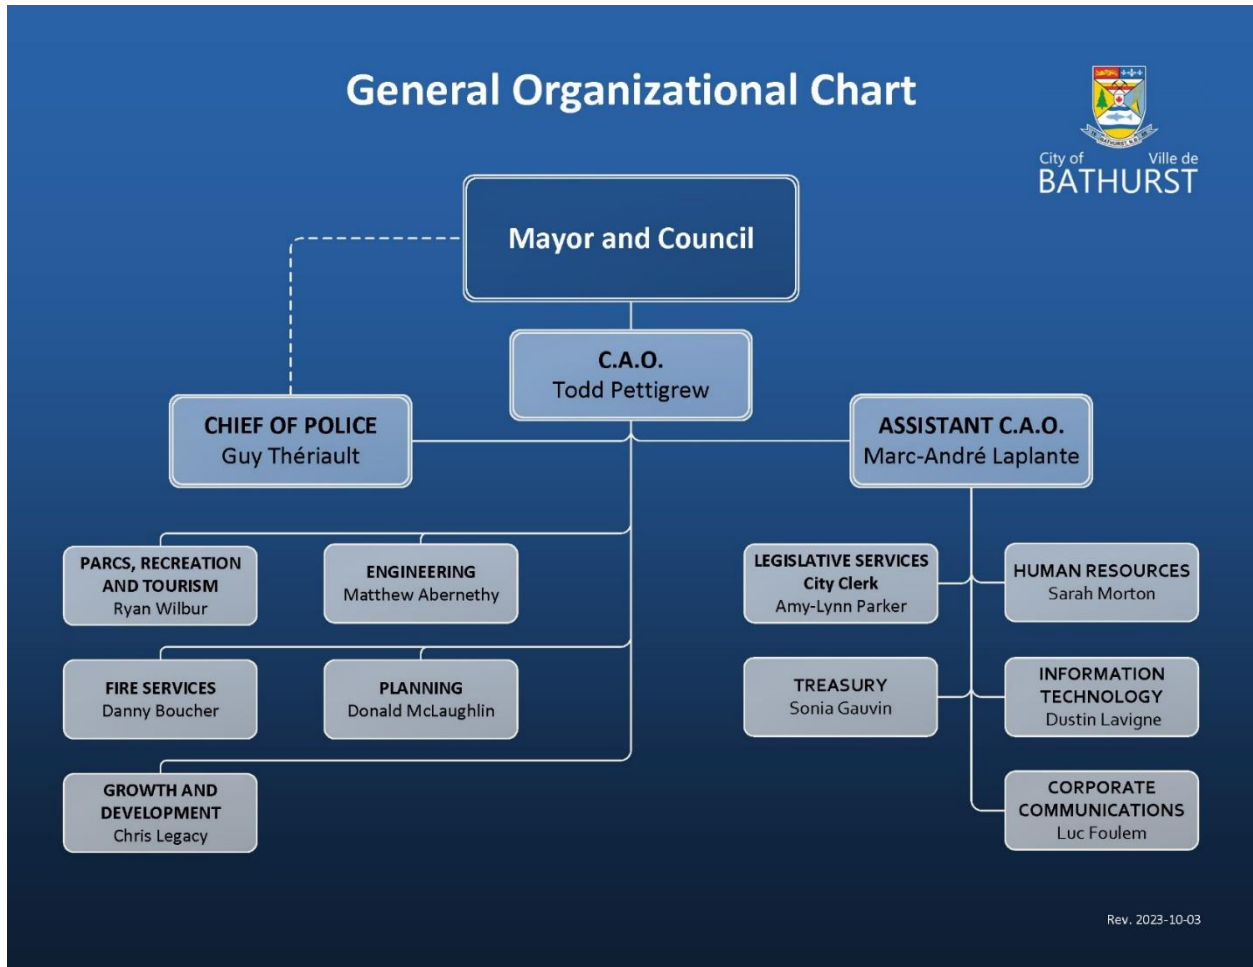 General Organizational Chart
City of Ville de
BATHURST
Mayor and Council
C.A.O.
Todd Pettigrew
CHIEF OF POLICE
Guy Thériault
ASSISTANT C.A.O.
Marc-André Laplante
PARCS, RECREATION
AND TOURISM
Ryan Wilbur
ENGINEERING
Matthew Abernethy
LEGISLATIVE SERVICES
City Clerk
Amy-Lynn Parker
HUMAN RESOURCES
Sarah Morton
FIRE SERVICES
Danny Boucher
PLANNING
Donald McLaughlin
TREASURY
Sonia Gauvin
INFORMATION
TECHNOLOGY
Dustin Lavigne
GROWTH AND
DEVELOPMENT
Chris Legacy
CORPORATE
COMMUNICATIONS
Luc Foulem
Rev. 2023-10-03